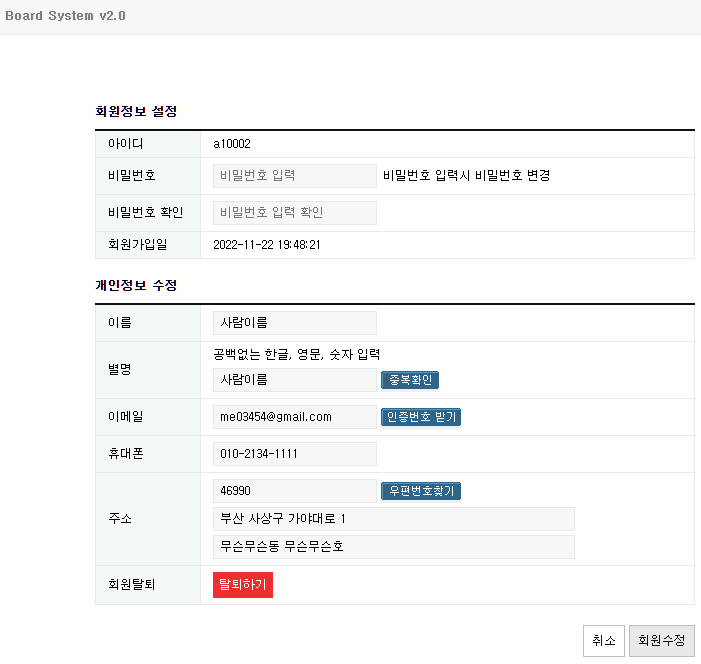 Board System v2.0
회원정보 설정
아이디 a10002
비밀번호 비밀번호 입력 비밀번호 입력시 비밀번호 변경
비밀번호 확인 비밀번호 입력 확인
회원가입일 2022-11-22 19:48:21
개인정보 수정
이름 사람이름
별명 공백없는 한글, 영문, 숫자 입력
사람이름 중복확인
이메일 me03454@gmail.com 인증번호 받기
휴대폰 010-2134-1111
주소 46990 우편번호찾기
부산 사상구 가야대로 1
무슨무슨동 무슨무슨호
회원탈퇴 탈퇴하기
취소 회원수정